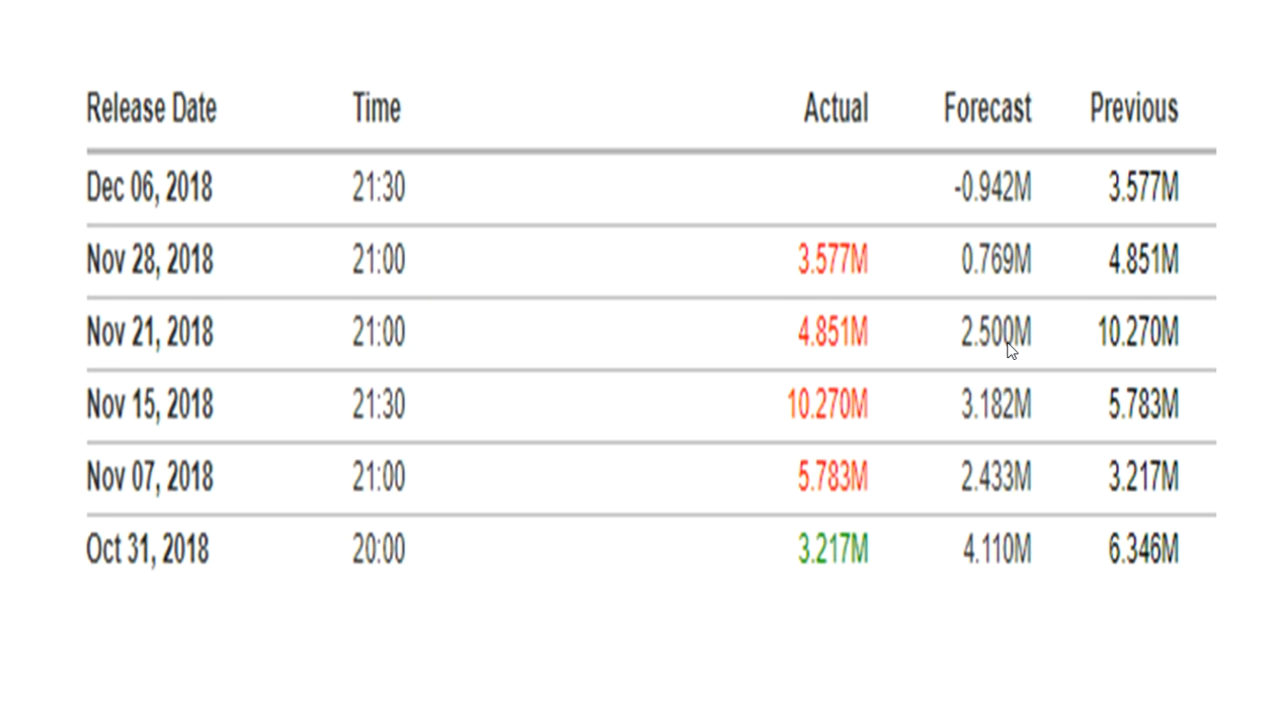 Release Date Time Actual Forecast Previous
Dec 06, 2018 21:30 -0.942M 3.577M
Nov 28, 2018 21:00 3.577M 0.769M 4.851M
Nov 21, 2018 21:00 4.851M 2.500M 10.270M
Nov 15, 2018 21:30 10.270M 3.182M 5.783M
Nov 07, 2018 21:00 5.783M 2.433M 3.217M
Oct 31, 2018 20:00 3.217M 4.110M 6.346M